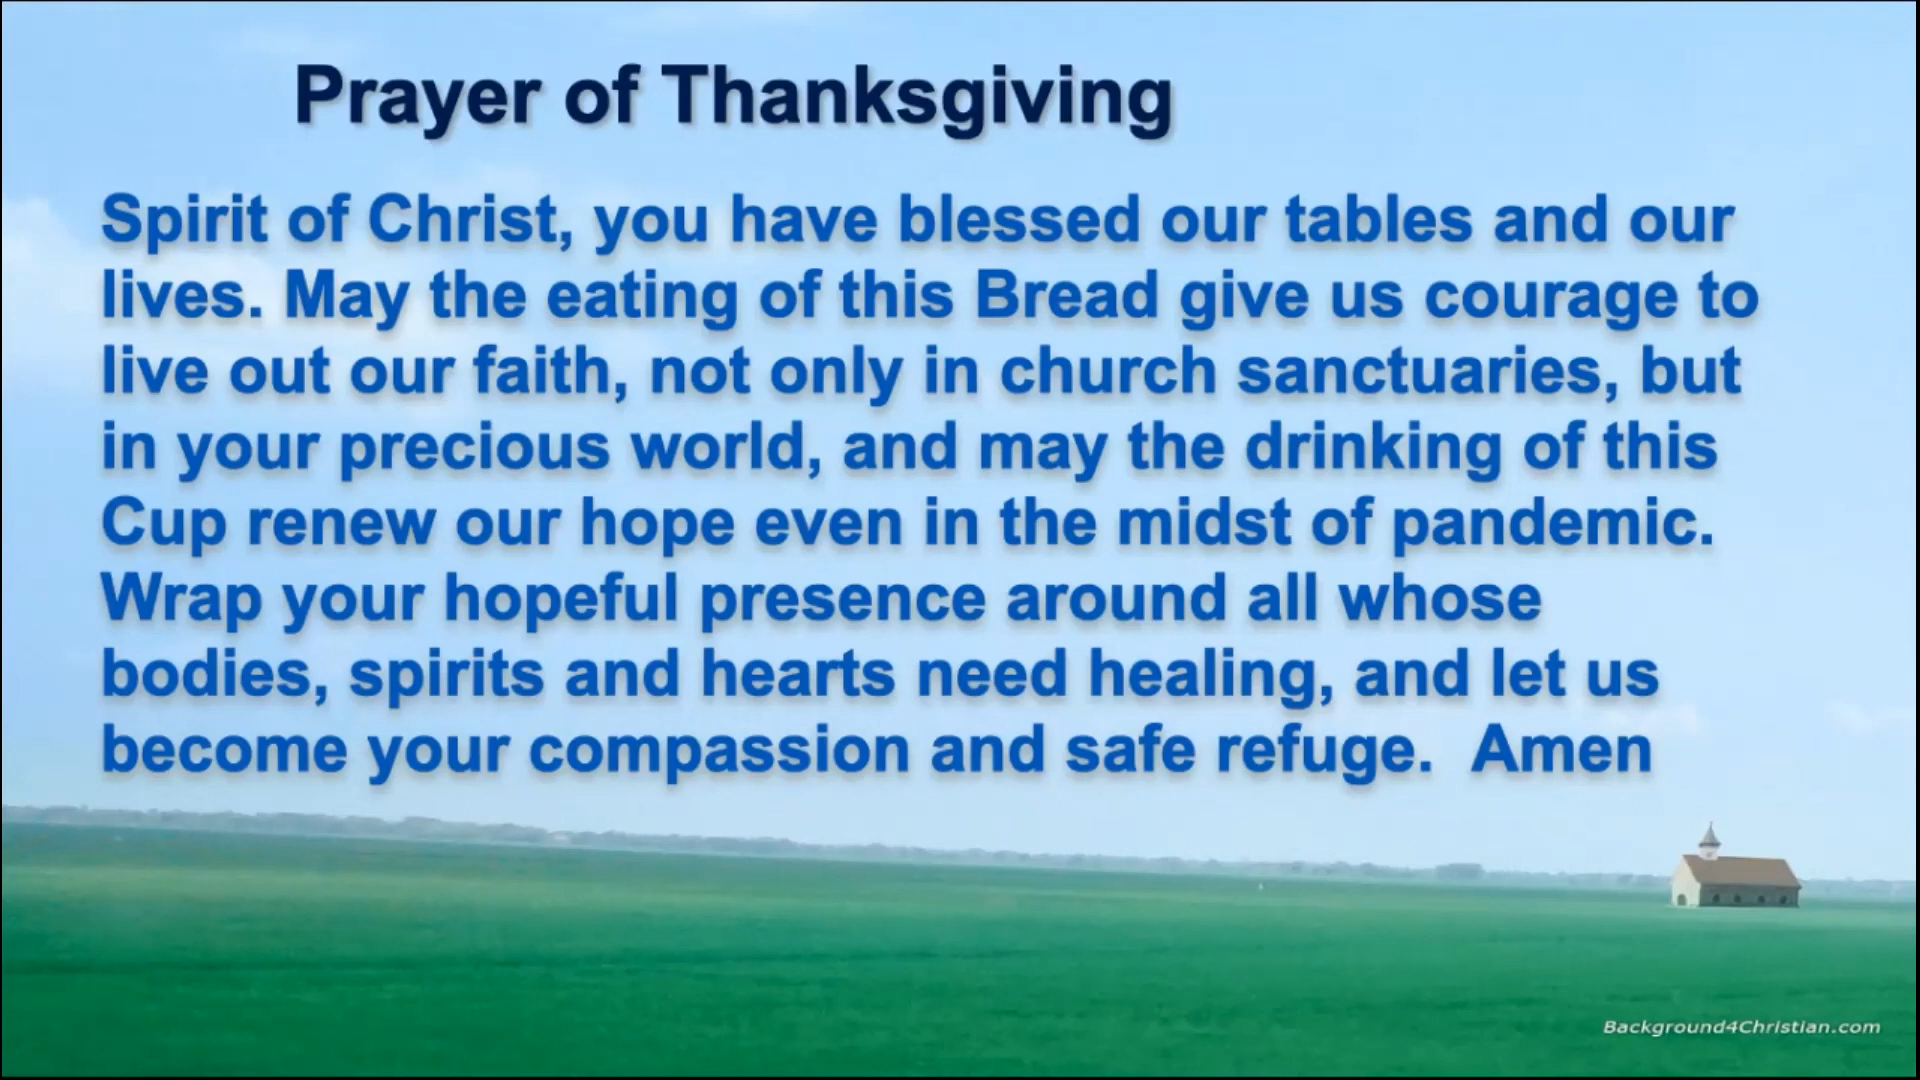 Prayer of Thanksgiving
Spirit of Christ, you have blessed our tables and our
lives. May the eating of this Bread give us courage to
live out our faith, not only in church sanctuaries, but
in your precious world, and may the drinking of this
Cup renew our hope even in the midst of pandemic.
Wrap your hopeful presence around all whose
bodies, spirits and hearts need healing, and let us
become your compassion and safe refuge.  Amen
Background4Christian.com